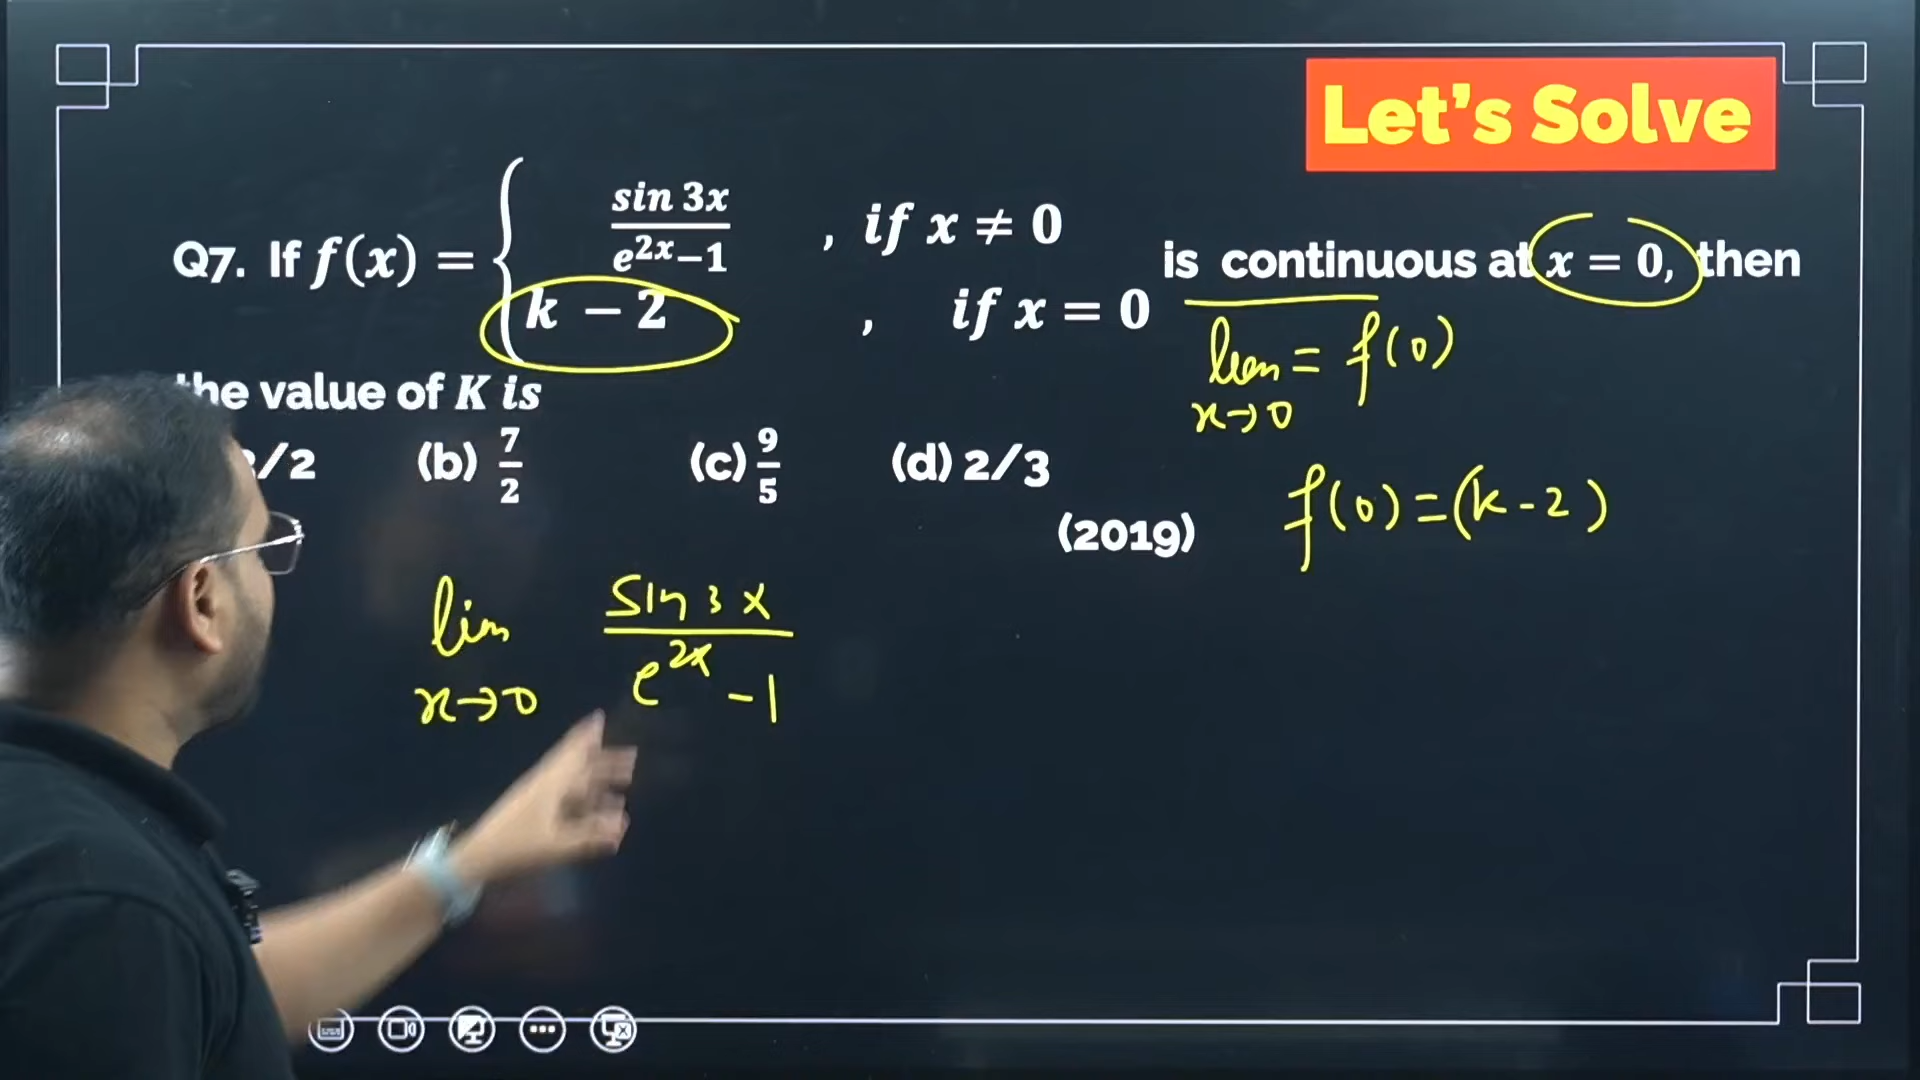 Let's Solve
Q7. If f(x) = { sin 3x / e^{2x}−1 , if x ≠ 0
k − 2 , if x = 0 is continuous at x = 0, then
the value of K is
/2 (b) 7/2 (c) 9/5 (d) 2/3
(2019)
lim x→0 = f(0)
f(0) = (k - 2)
lim x→0 sin 3x / e^{2x} - 1